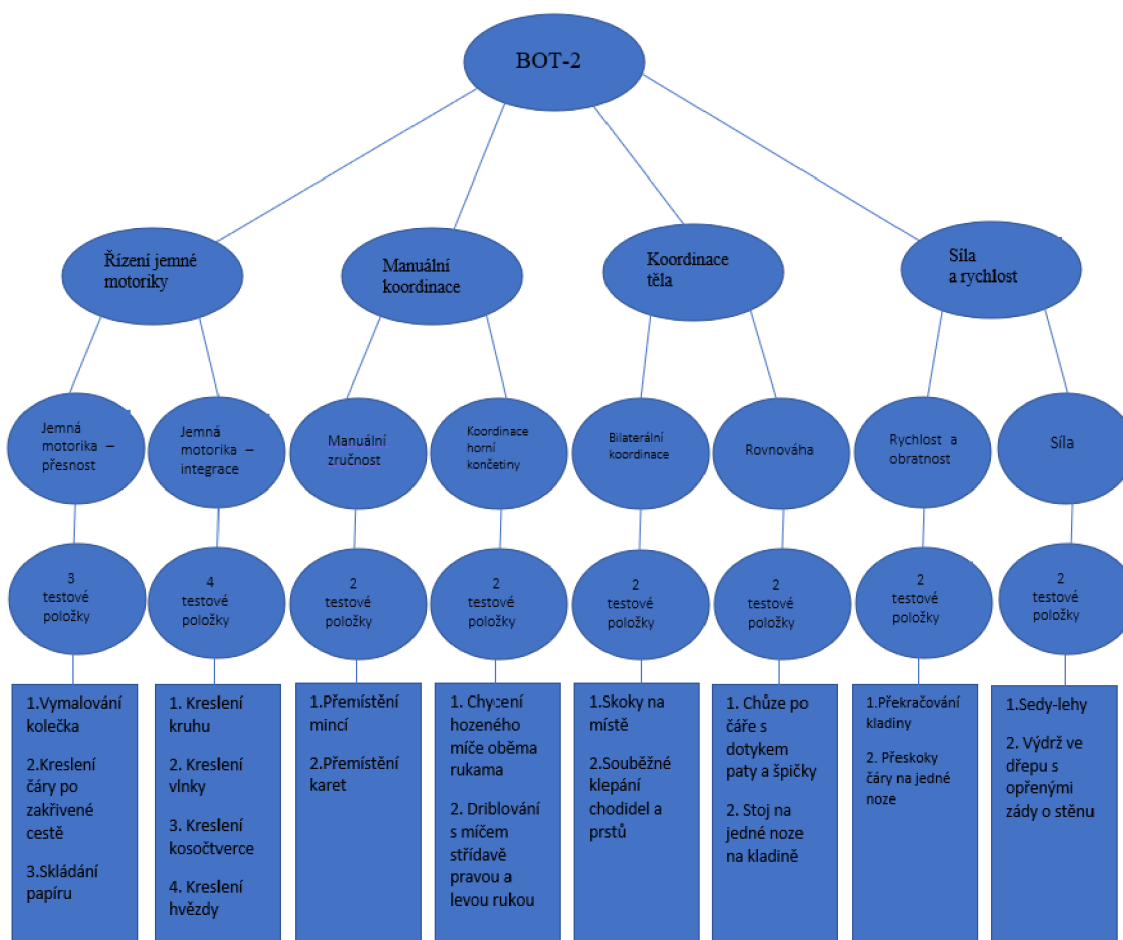 BOT-2
Řízení jemné
motoriky
Manuální
koordinace
Koordinace
těla
Síla
a rychlost
Jemná
motorika –
přesnost
Jemná
motorika –
integrace
Manuální
zručnost
Koordinace
horní
končetiny
Bilaterální
koordinace
Rovnováha
Rychlost a
obratnost
Síla
3
testové
položky
4
testové
položky
2
testové
položky
2
testové
položky
2
testové
položky
2
testové
položky
2
testové
položky
2
testové
položky
1.Vymalování
kolečka
2.Kreslení
čáry po
zakřivené
cestě
3.Skládání
papíru
1. Kreslení
kruhu
2. Kreslení
vlnky
3. Kreslení
kosočtverce
4. Kreslení
hvězdy
1.Přemístění
mincí
2.Přemístění
karet
1. Chycení
hozeného
míče oběma
rukama
2. Driblování
s míčem
střídavě
pravou a
levou rukou
1.Skoky na
místě
2.Souběžné
klepání
chodidel a
prstů
1. Chůze po
čáře s
dotykem
paty a špičky
2. Stoj na
jedné noze
na kladině
1.Překračování
kladiny
2. Přeskoky
čáry na jedné
noze
1.Sedy-lehy
2. Výdrž ve
dřepu s
opřenými
zády o stěnu